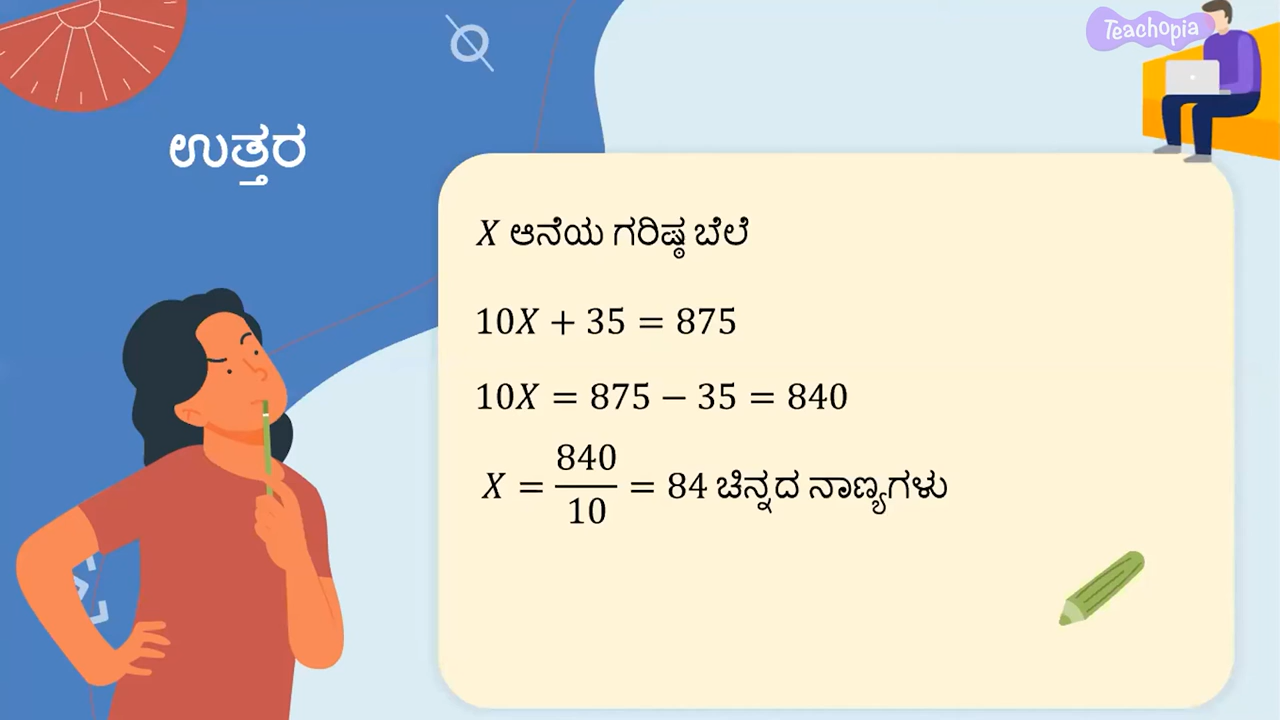 Teachopia
ಉತ್ತರ
X ಆನೆಯ ಗರಿಷ್ಠ ಬೆಲೆ
10X + 35 = 875
10X = 875 − 35 = 840
X = 840/10 = 84 ಚಿನ್ನದ ನಾಣ್ಯಗಳು